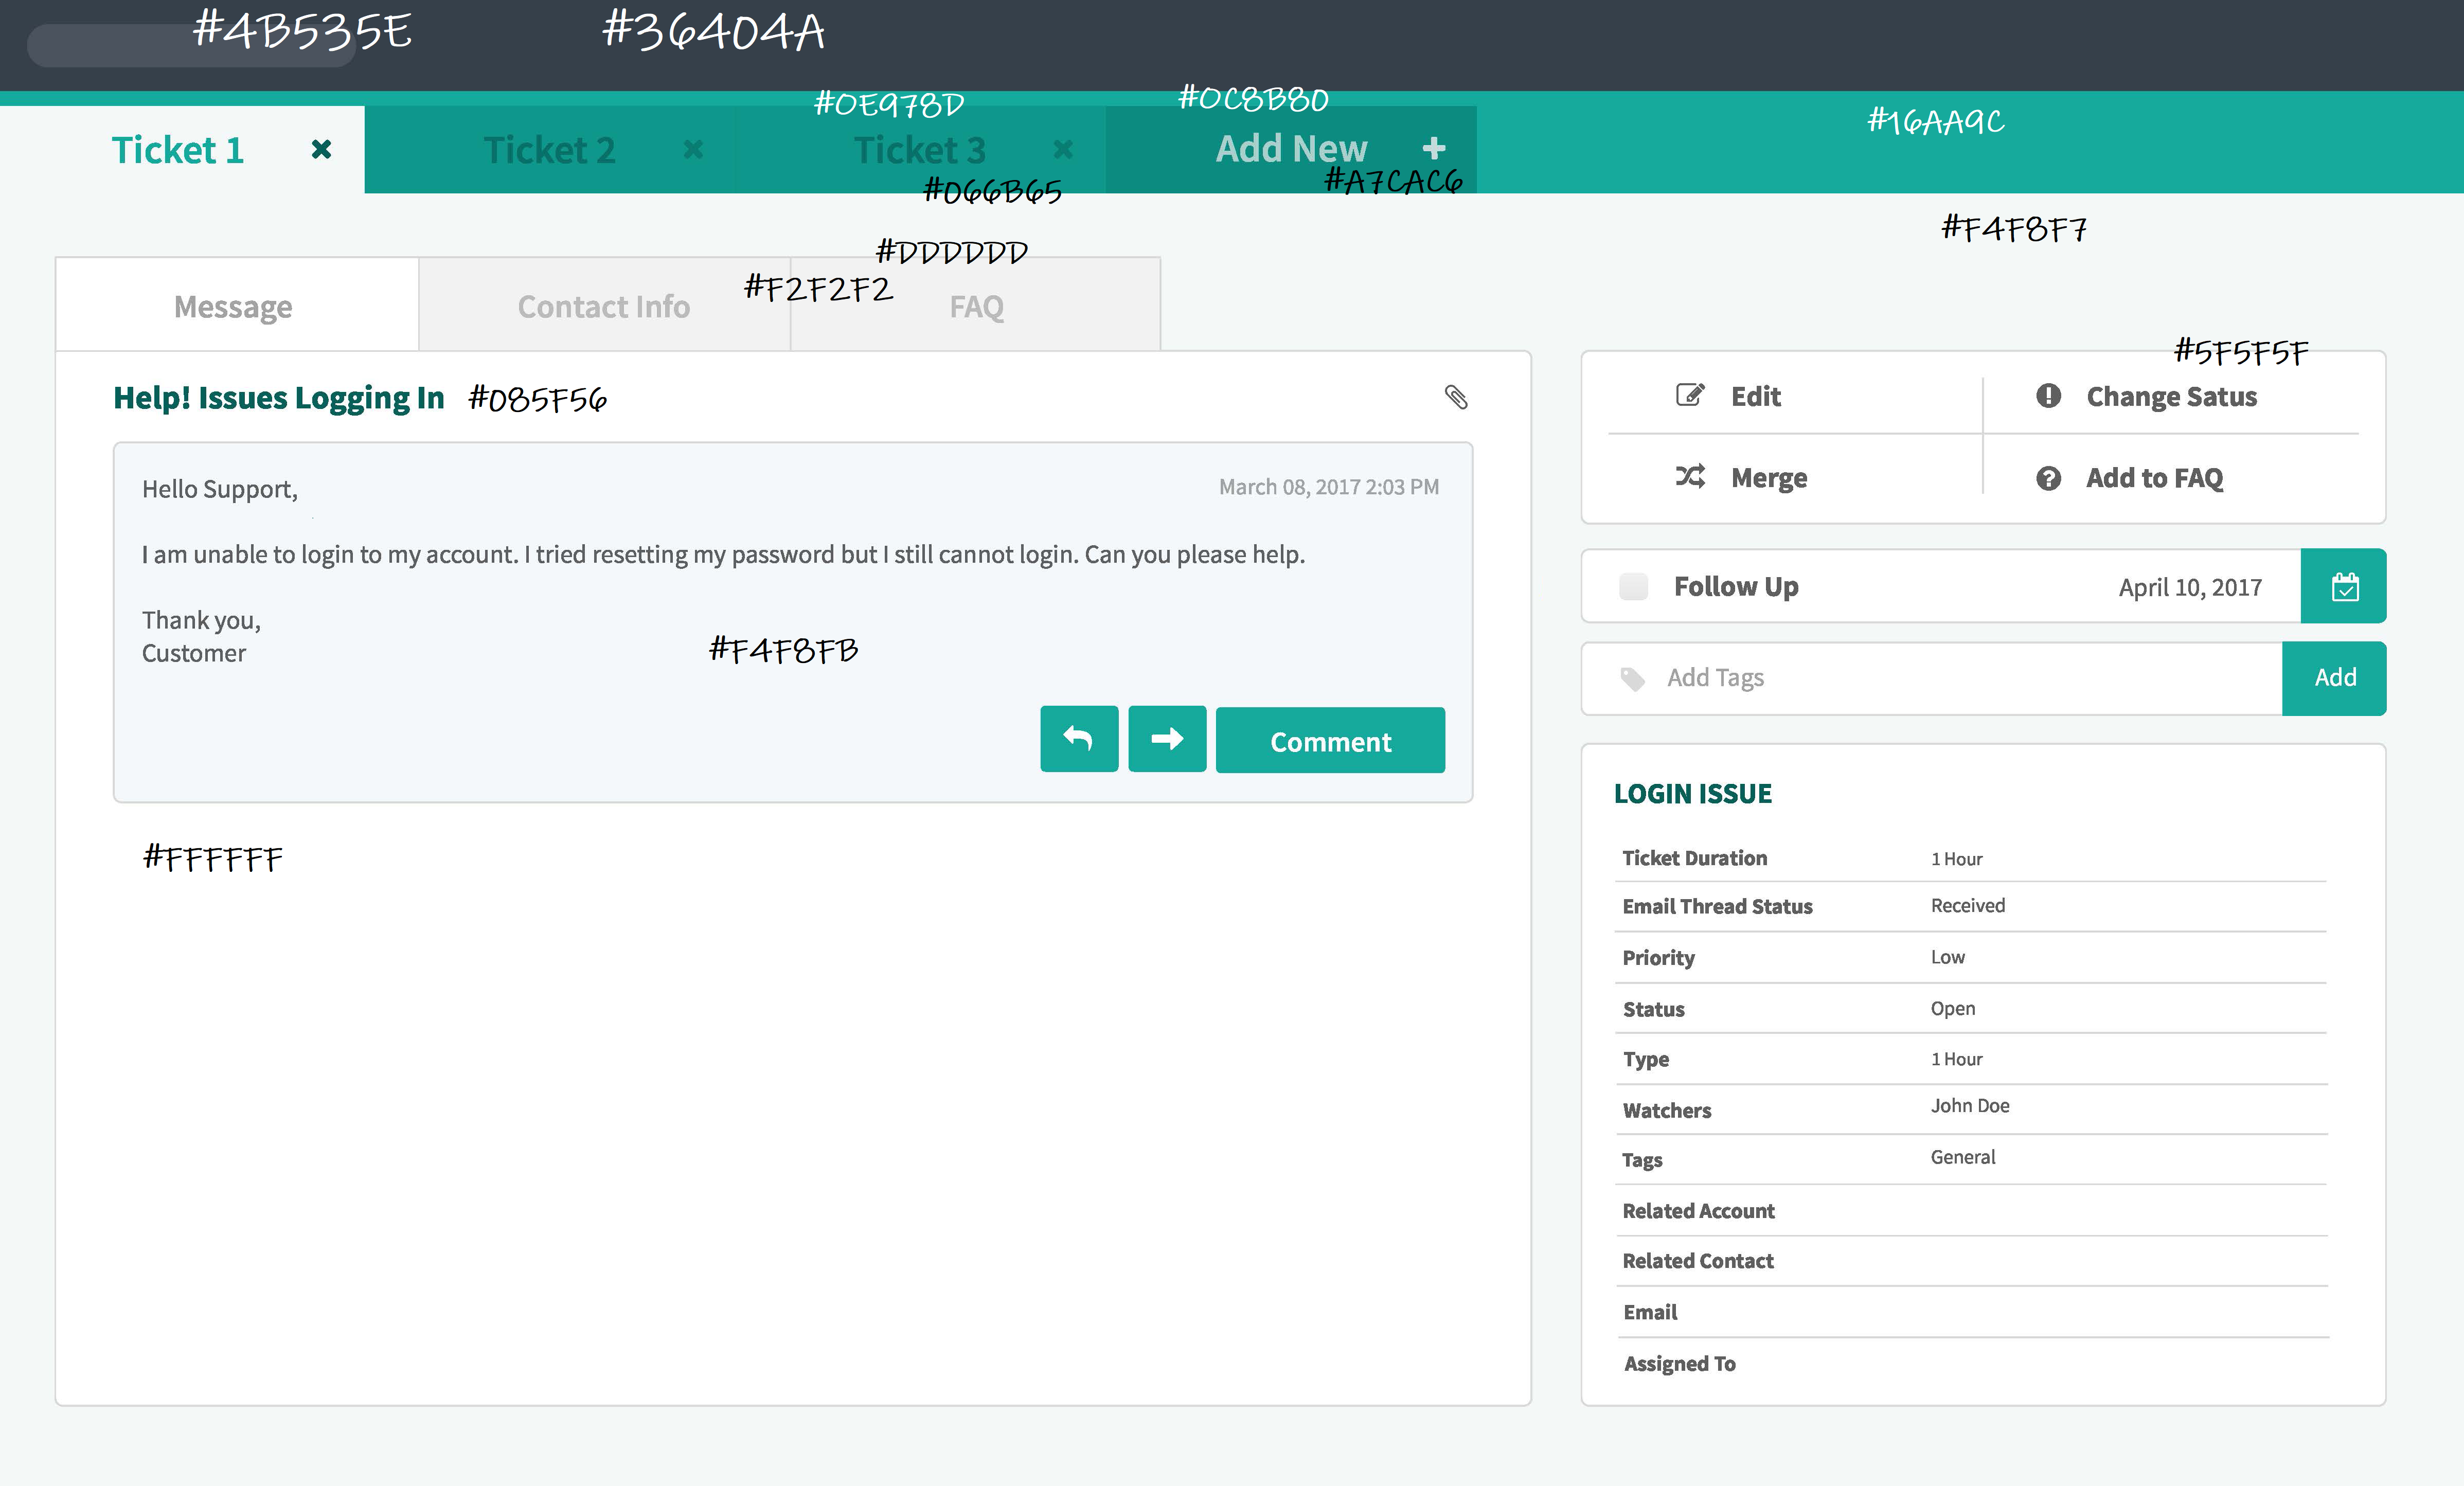 #4B535E #36404A
#0E978D #0C8B80 #16AA9C
Ticket 1 Ticket 2 Ticket 3 Add New
#066B65 #A7CAC6
#F4F8F7
#DDDDDD
#F2F2F2
Message Contact Info FAQ
#5F5F5F
Help! Issues Logging In #085F56
Edit Change Satus
Merge Add to FAQ
Hello Support, March 08, 2017 2:03 PM
I am unable to login to my account. I tried resetting my password but I still cannot login. Can you please help.
Thank you,
Customer
#F4F8FB
Comment
#FFFFFF
Follow Up April 10, 2017
Add Tags Add
LOGIN ISSUE
Ticket Duration 1 Hour
Email Thread Status Received
Priority Low
Status Open
Type 1 Hour
Watchers John Doe
Tags General
Related Account
Related Contact
Email
Assigned To